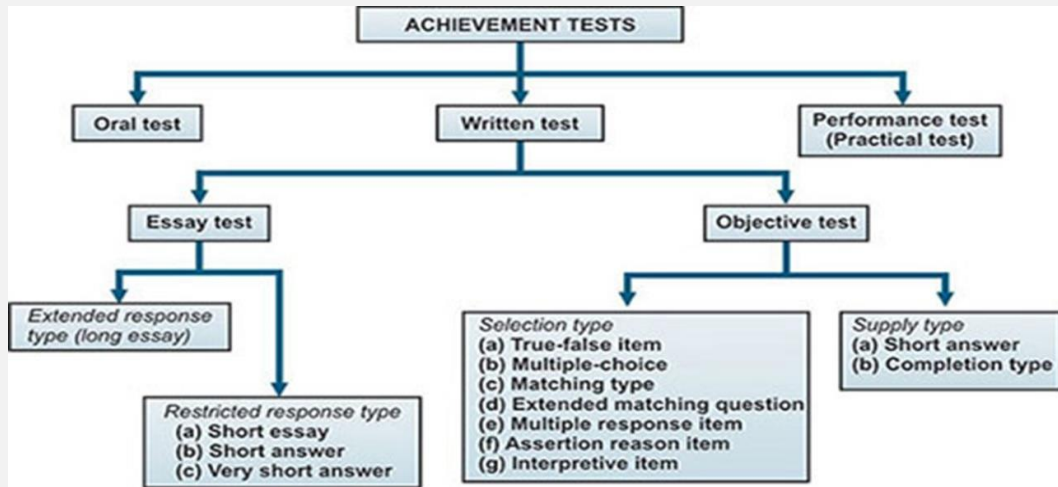 ACHIEVEMENT TESTS
Oral test
Written test
Performance test
(Practical test)
Essay test
Objective test
Extended response
type (long essay)
Restricted response type
(a) Short essay
(b) Short answer
(c) Very short answer
Selection type
(a) True-false item
(b) Multiple-choice
(c) Matching type
(d) Extended matching question
(e) Multiple response item
(f) Assertion reason item
(g) Interpretive item
Supply type
(a) Short answer
(b) Completion type